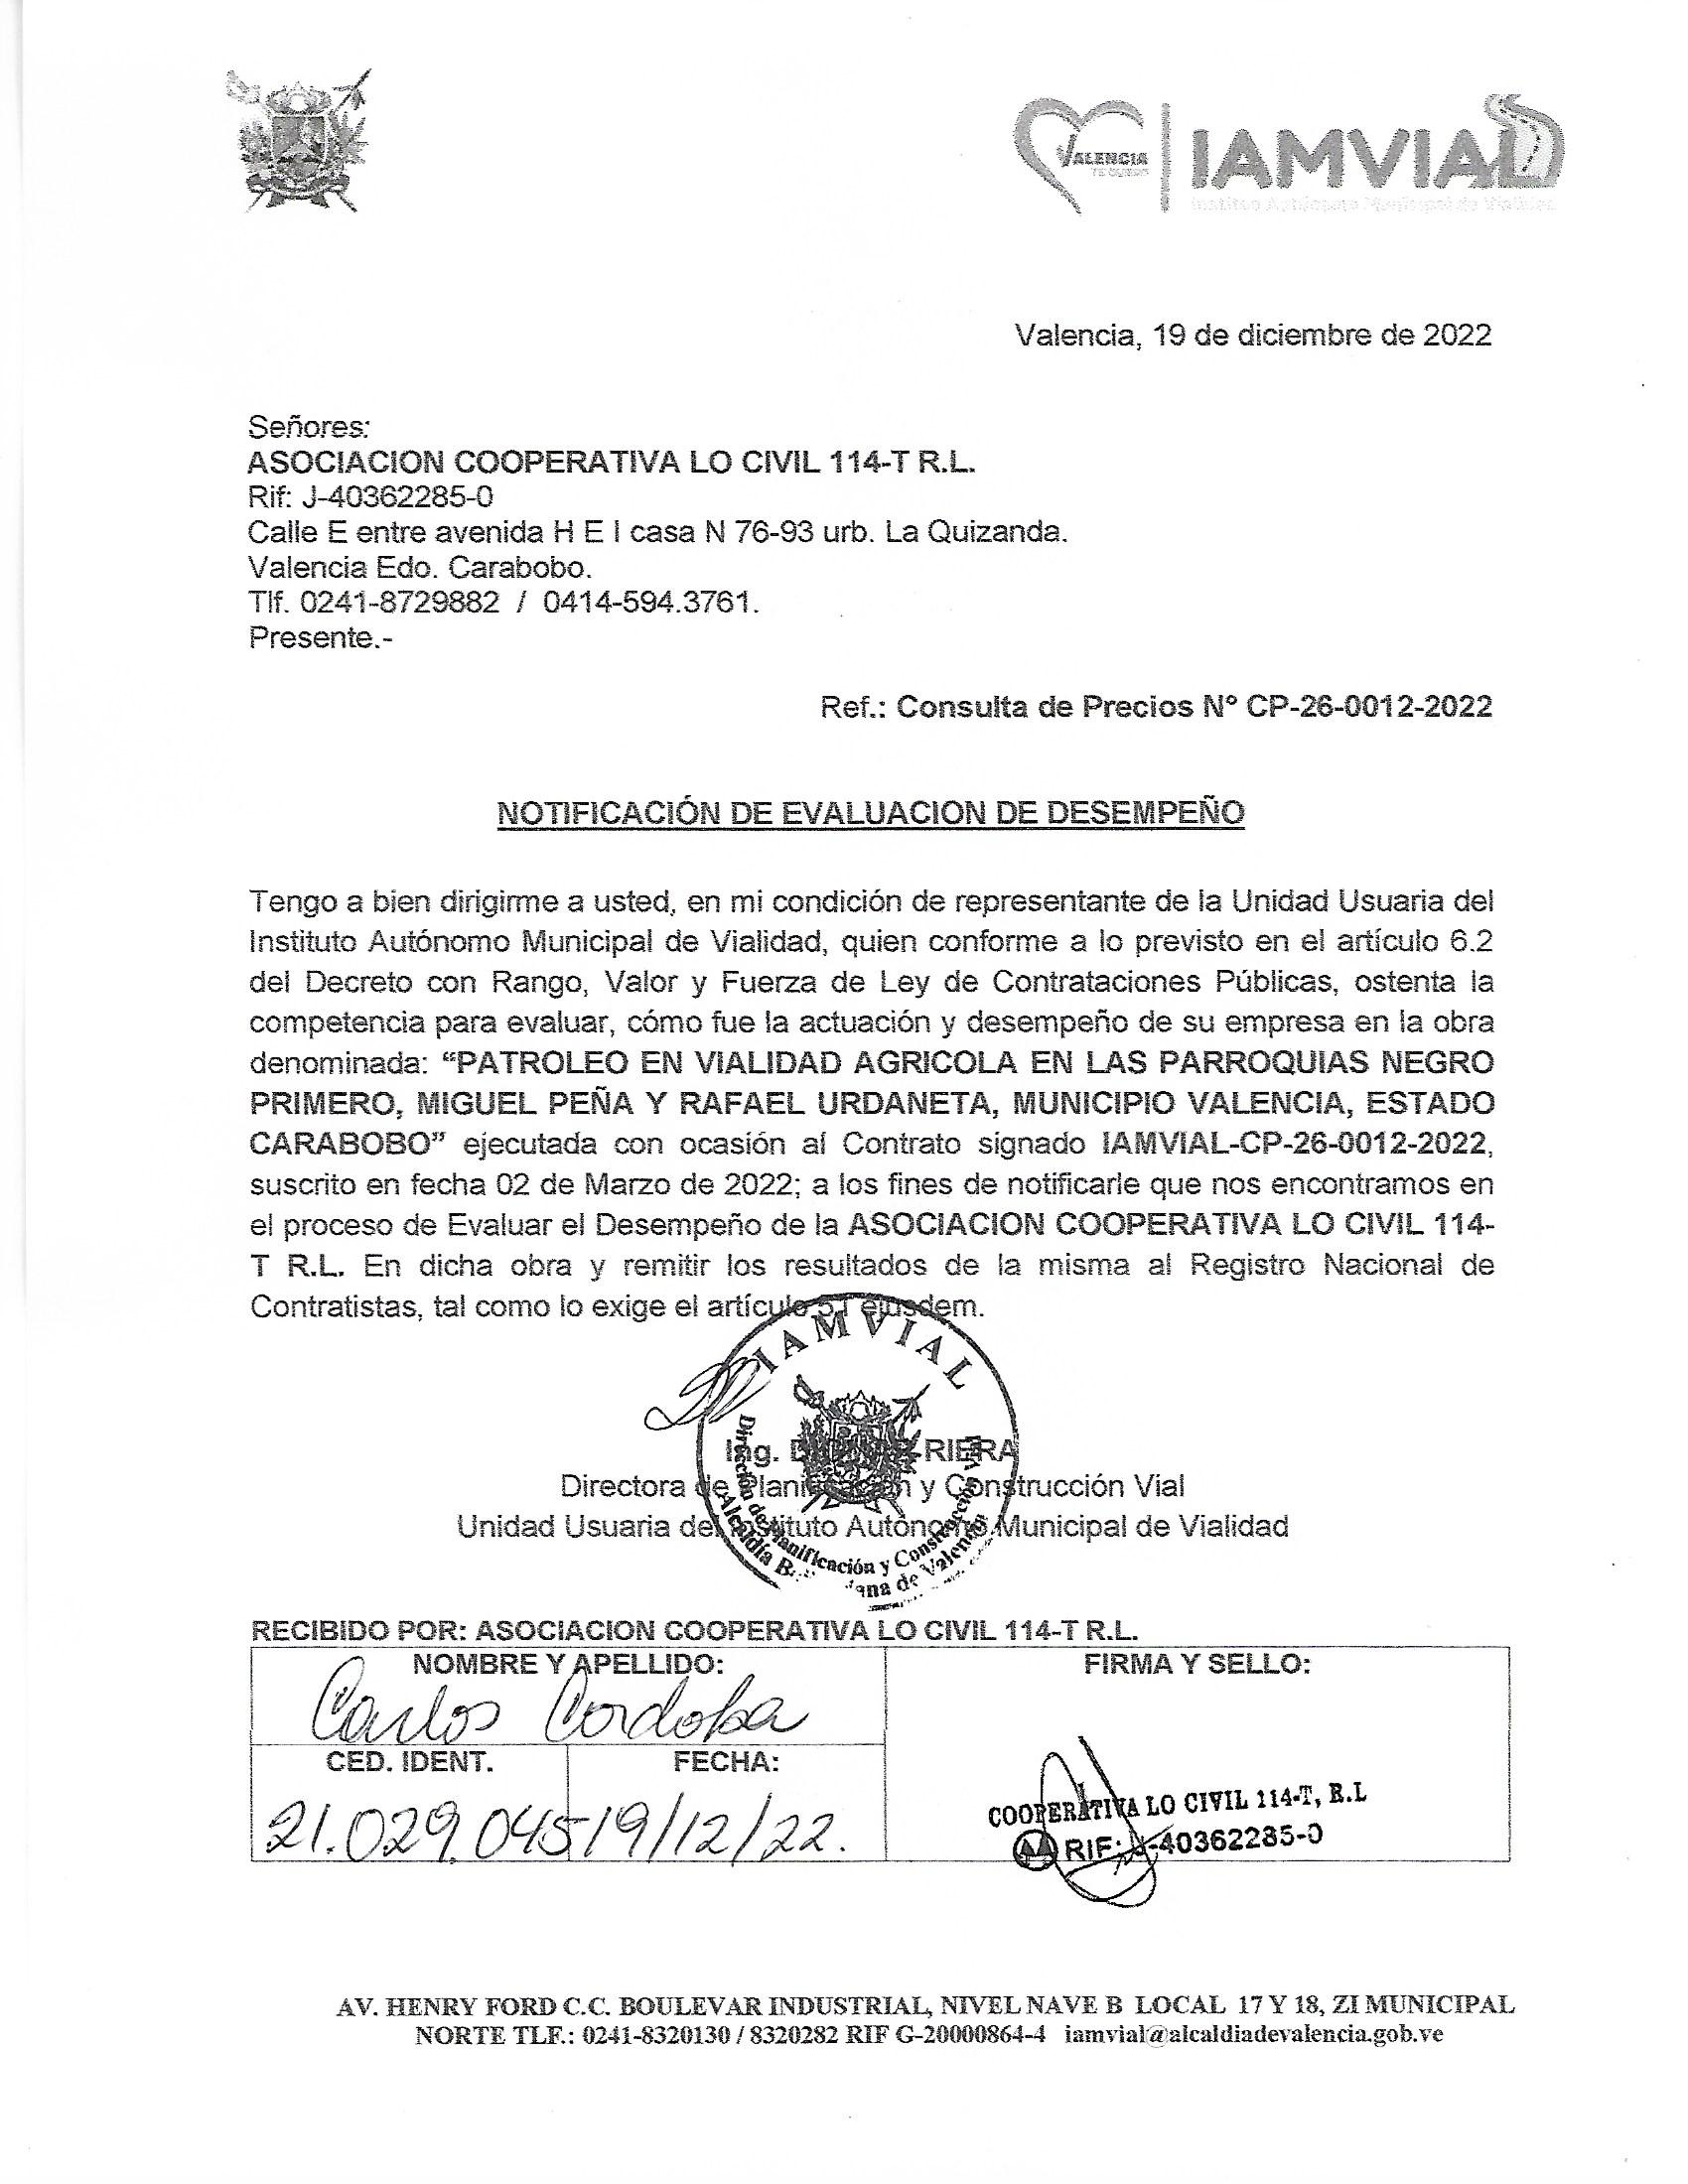 VALENCIA
TE QUIERO
IAMVIAL
Instituo Autónomo Municipal de Vialidad
Valencia, 19 de diciembre de 2022
Señores:
ASOCIACION COOPERATIVA LO CIVIL 114-T R.L.
Rif: J-40362285-0
Calle E entre avenida H E I casa N 76-93 urb. La Quizanda.
Valencia Edo. Carabobo.
Tlf. 0241-8729882 / 0414-594.3761.
Presente.-
Ref.: Consulta de Precios N° CP-26-0012-2022
NOTIFICACIÓN DE EVALUACION DE DESEMPEÑO
Tengo a bien dirigirme a usted, en mi condición de representante de la Unidad Usuaria del
Instituto Autónomo Municipal de Vialidad, quien conforme a lo previsto en el artículo 6.2
del Decreto con Rango, Valor y Fuerza de Ley de Contrataciones Públicas, ostenta la
competencia para evaluar, cómo fue la actuación y desempeño de su empresa en la obra
denominada: “PATROLEO EN VIALIDAD AGRICOLA EN LAS PARROQUIAS NEGRO
PRIMERO, MIGUEL PEÑA Y RAFAEL URDANETA, MUNICIPIO VALENCIA, ESTADO
CARABOBO” ejecutada con ocasión al Contrato signado IAMVIAL-CP-26-0012-2022,
suscrito en fecha 02 de Marzo de 2022; a los fines de notificarle que nos encontramos en
el proceso de Evaluar el Desempeño de la ASOCIACION COOPERATIVA LO CIVIL 114-
T R.L. En dicha obra y remitir los resultados de la misma al Registro Nacional de
Contratistas, tal como lo exige el artículo 51 ejusdem.
IAMVIAL
Dirección de Planificación y Construcción Vial
Alcaldía de Valencia
Ing. RIERA
Directora de Planificación y Construcción Vial
Unidad Usuaria del Instituto Autónomo Municipal de Vialidad
RECIBIDO POR: ASOCIACION COOPERATIVA LO CIVIL 114-T R.L.
NOMBRE Y APELLIDO:
Carlos Cordoba
FIRMA Y SELLO:
CED. IDENT.
21.029.045
FECHA:
19/12/22.
COOPERATIVA LO CIVIL 114-T, R.L
RIF: J-40362285-0
AV. HENRY FORD C.C. BOULEVAR INDUSTRIAL, NIVEL NAVE B LOCAL 17 Y 18, ZI MUNICIPAL
NORTE TLF.: 0241-8320130 / 8320282 RIF G-20000864-4 iamvial@alcaldiadevalencia.gob.ve